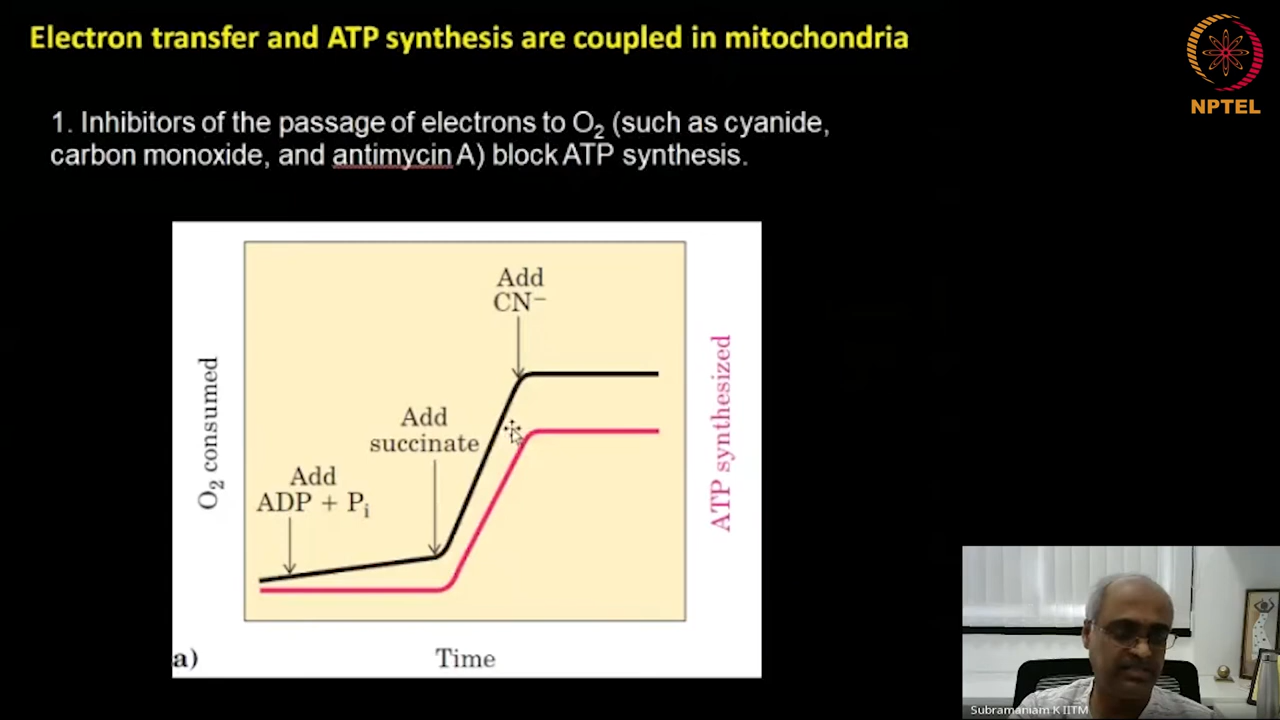 Electron transfer and ATP synthesis are coupled in mitochondria
NPTEL
1. Inhibitors of the passage of electrons to O₂ (such as cyanide,
carbon monoxide, and antimycin A) block ATP synthesis.
Add
CN⁻
Add
succinate
Add
ADP + Pᵢ
O₂ consumed
ATP synthesized
a)
Time
Subramaniam K IITM